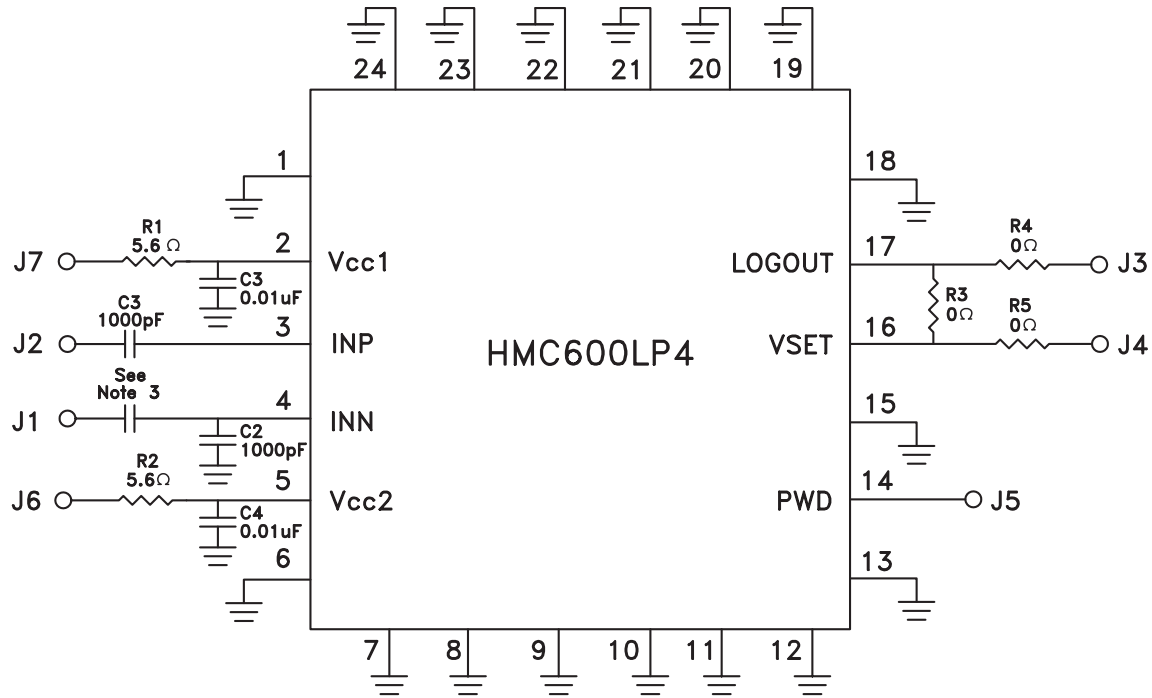 24 23 22 21 20 19
1
18
R1
5.6 Ω
R4
0Ω
J7
2
Vcc1
LOGOUT
17
J3
C3
0.01uF
R3
0Ω
C3
1000pF
R5
0Ω
J2
3
INP
HMC600LP4
VSET
16
J4
See
Note 3
J1
4
INN
15
C2
1000pF
R2
5.6Ω
J6
5
Vcc2
PWD
14
J5
C4
0.01uF
6
13
7 8 9 10 11 12